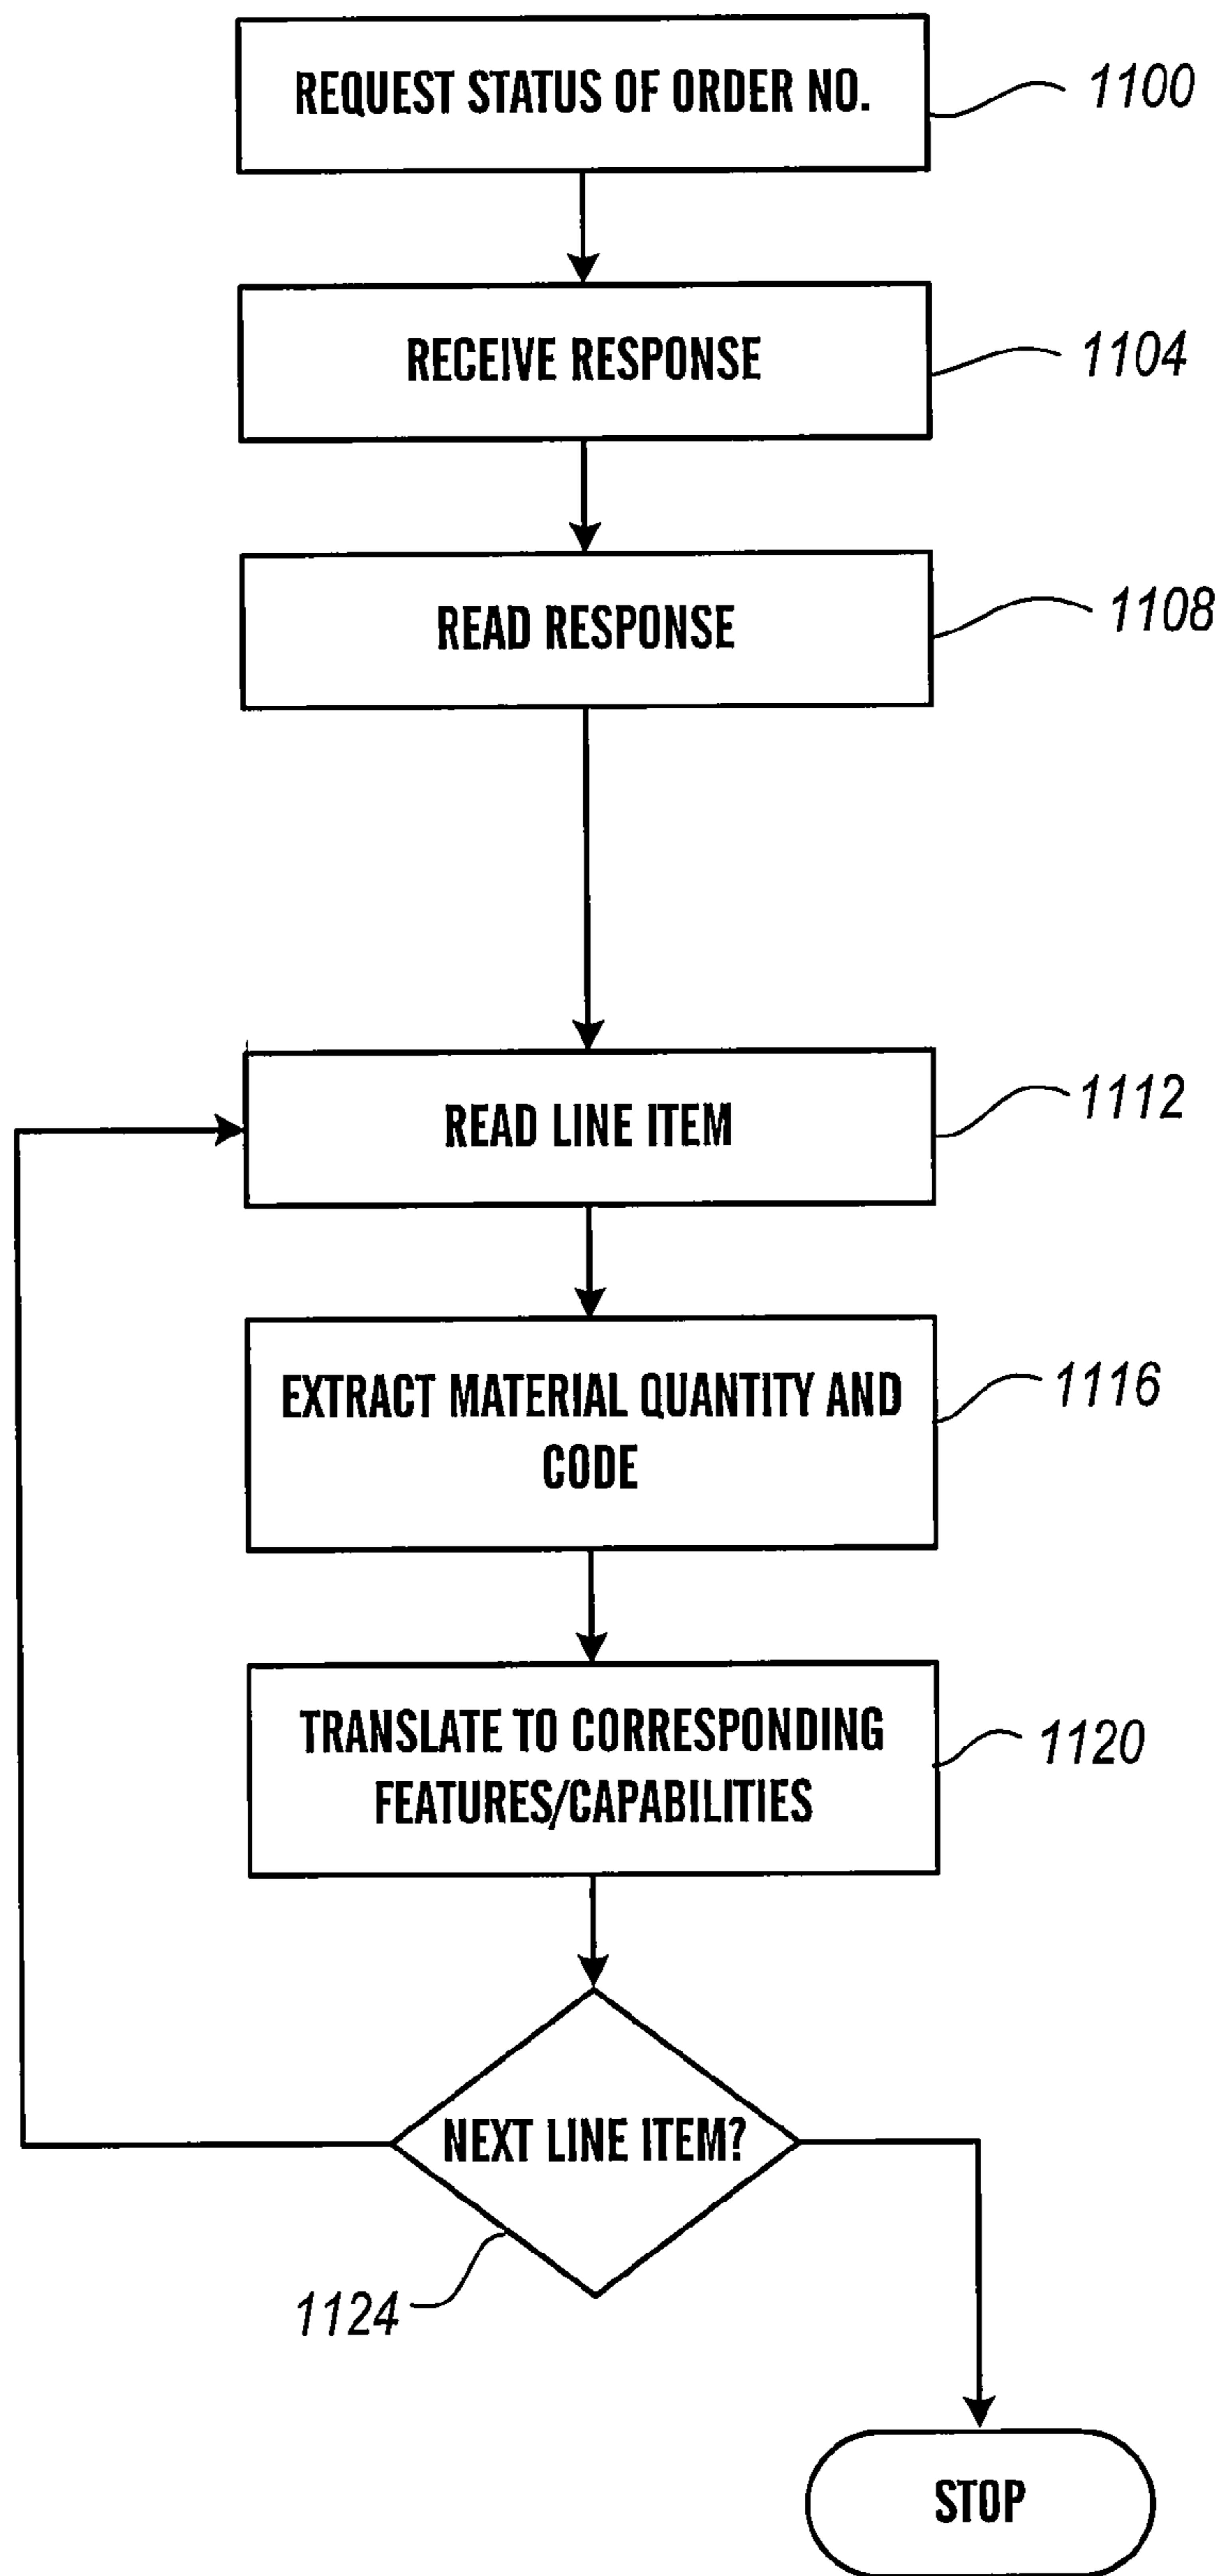 REQUEST STATUS OF ORDER NO.
1100
RECEIVE RESPONSE
1104
READ RESPONSE
1108
READ LINE ITEM
1112
EXTRACT MATERIAL QUANTITY AND
CODE
1116
TRANSLATE TO CORRESPONDING
FEATURES/CAPABILITIES
1120
NEXT LINE ITEM?
1124
STOP